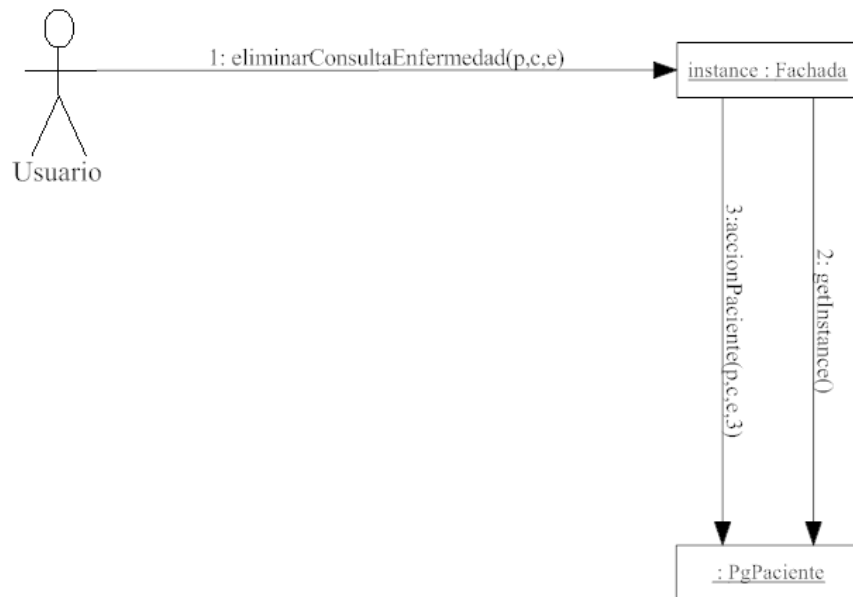 1: eliminarConsultaEnfermedad(p,c,e)
instance : Fachada
Usuario
3:accionPaciente(p,c,e,3)
2: getInstance()
: PgPaciente